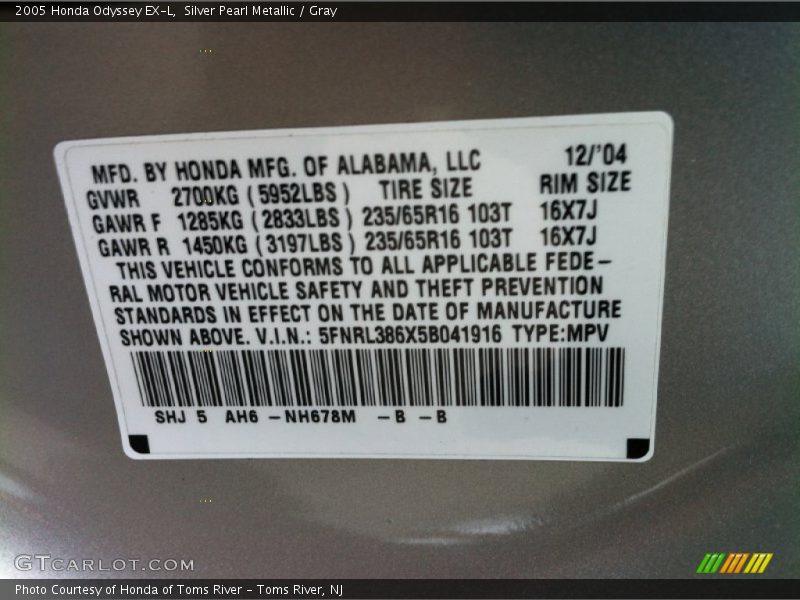 2005 Honda Odyssey EX-L,  Silver Pearl Metallic / Gray
MFD. BY HONDA MFG. OF ALABAMA, LLC 12/'04
GVWR 2700KG (5952LBS) TIRE SIZE RIM SIZE
GAWR F 1285KG (2833LBS) 235/65R16 103T 16X7J
GAWR R 1450KG (3197LBS) 235/65R16 103T 16X7J
THIS VEHICLE CONFORMS TO ALL APPLICABLE FEDE-
RAL MOTOR VEHICLE SAFETY AND THEFT PREVENTION
STANDARDS IN EFFECT ON THE DATE OF MANUFACTURE
SHOWN ABOVE. V.I.N.: 5FNRL386X5B041916 TYPE:MPV
SHJ 5 AH6 -NH678M -B -B
GTCARLOT.COM
Photo Courtesy of Honda of Toms River - Toms River, NJ